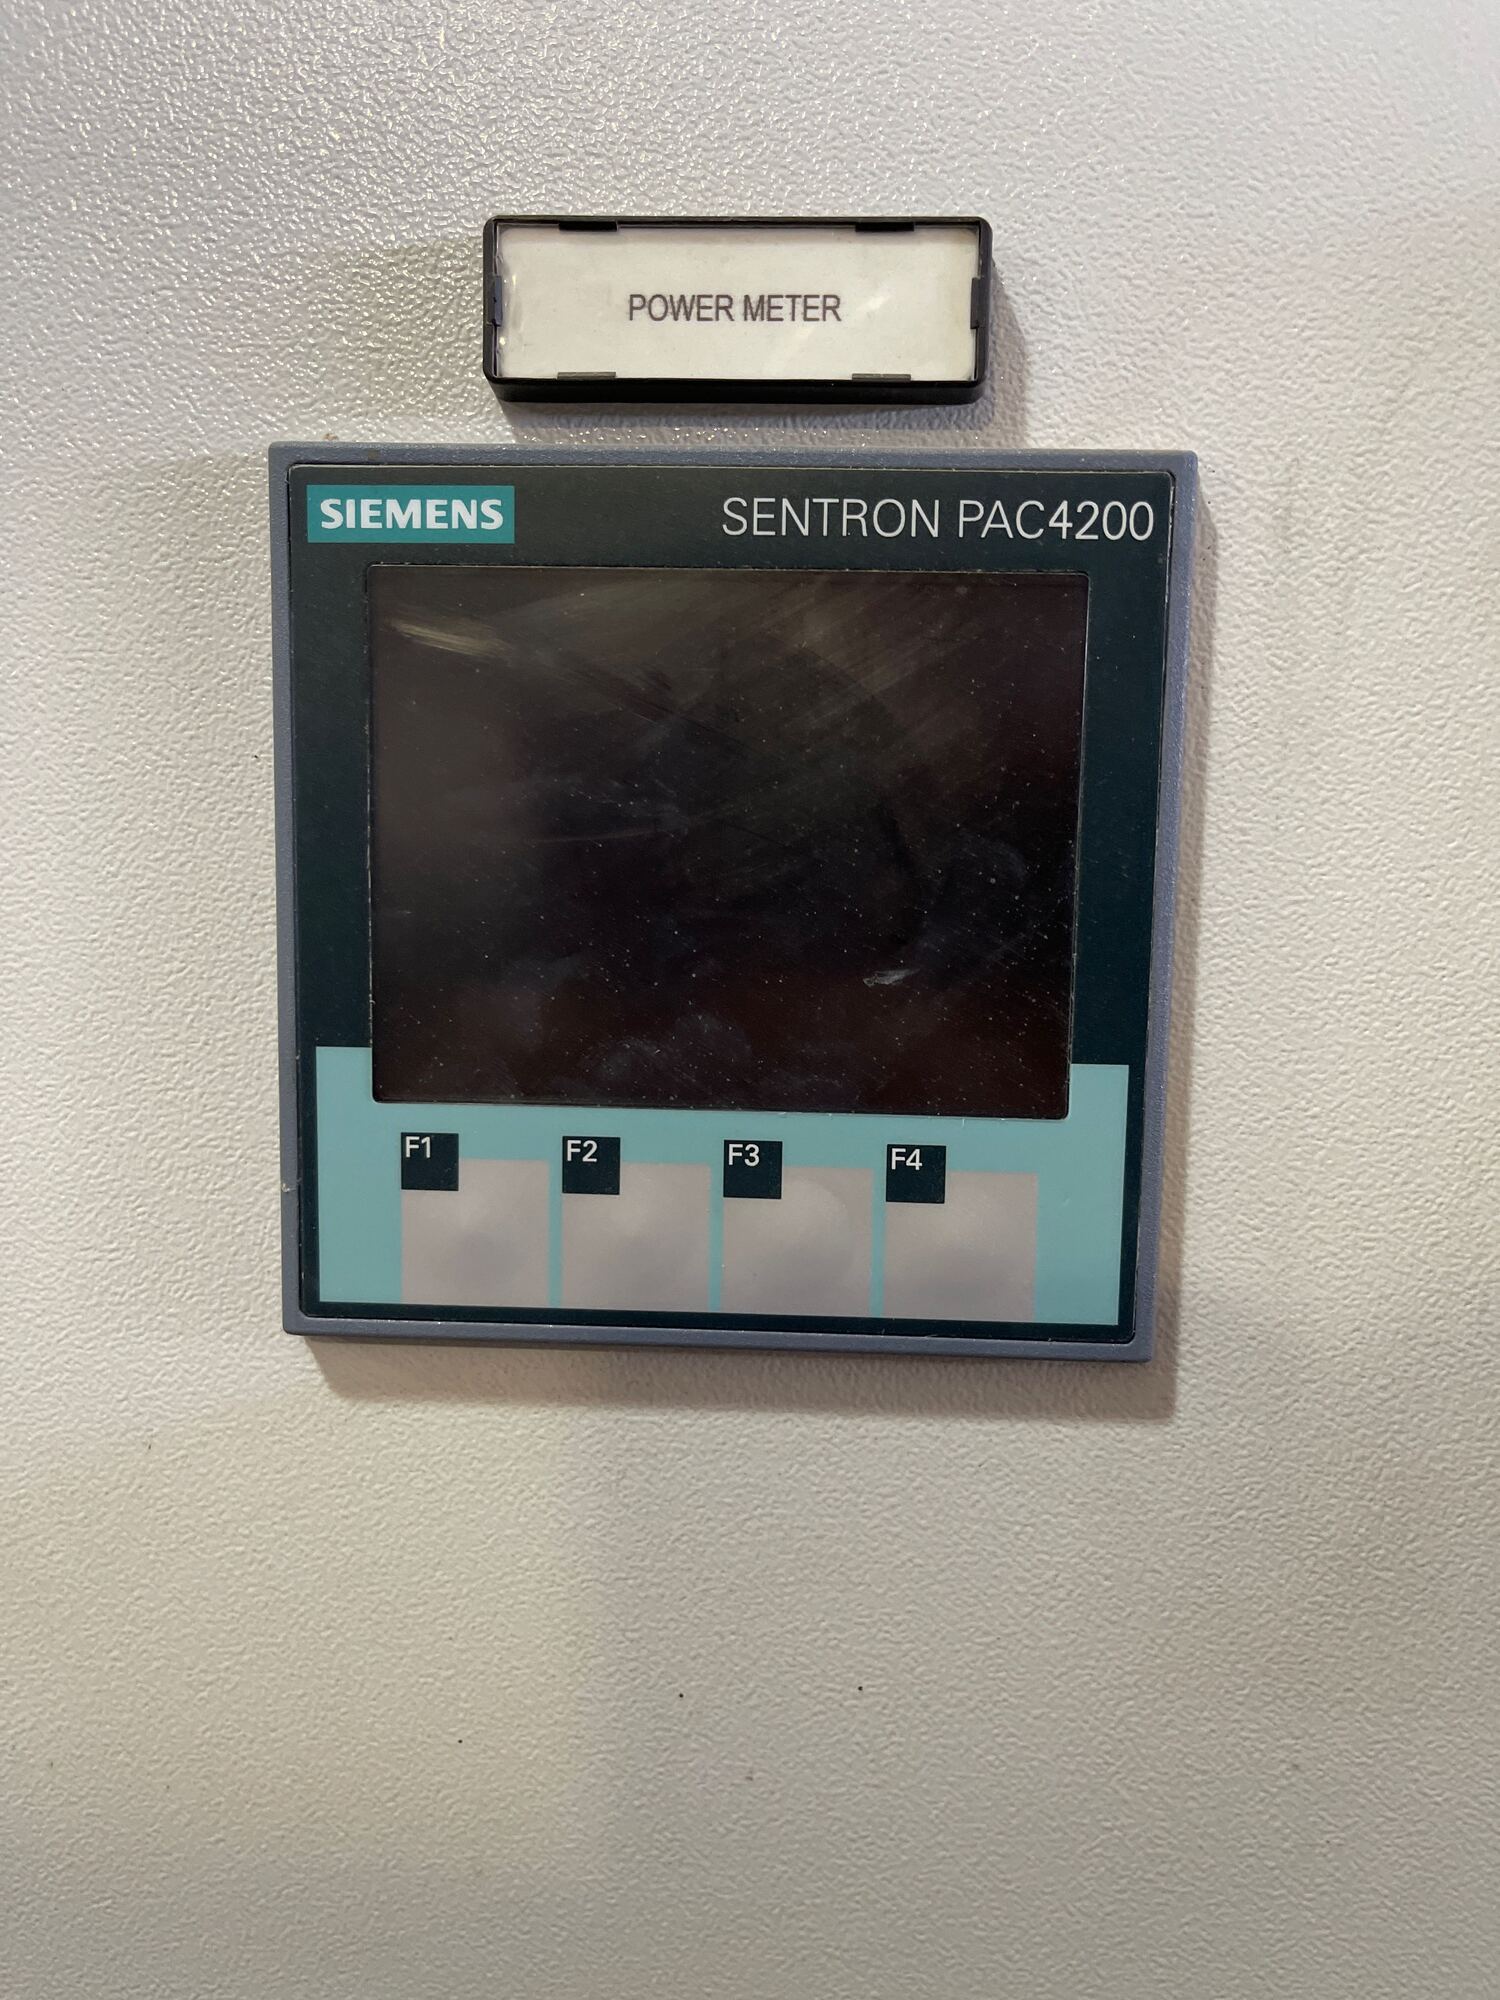 POWER METER
SIEMENS
SENTRON PAC4200
F1
F2
F3
F4